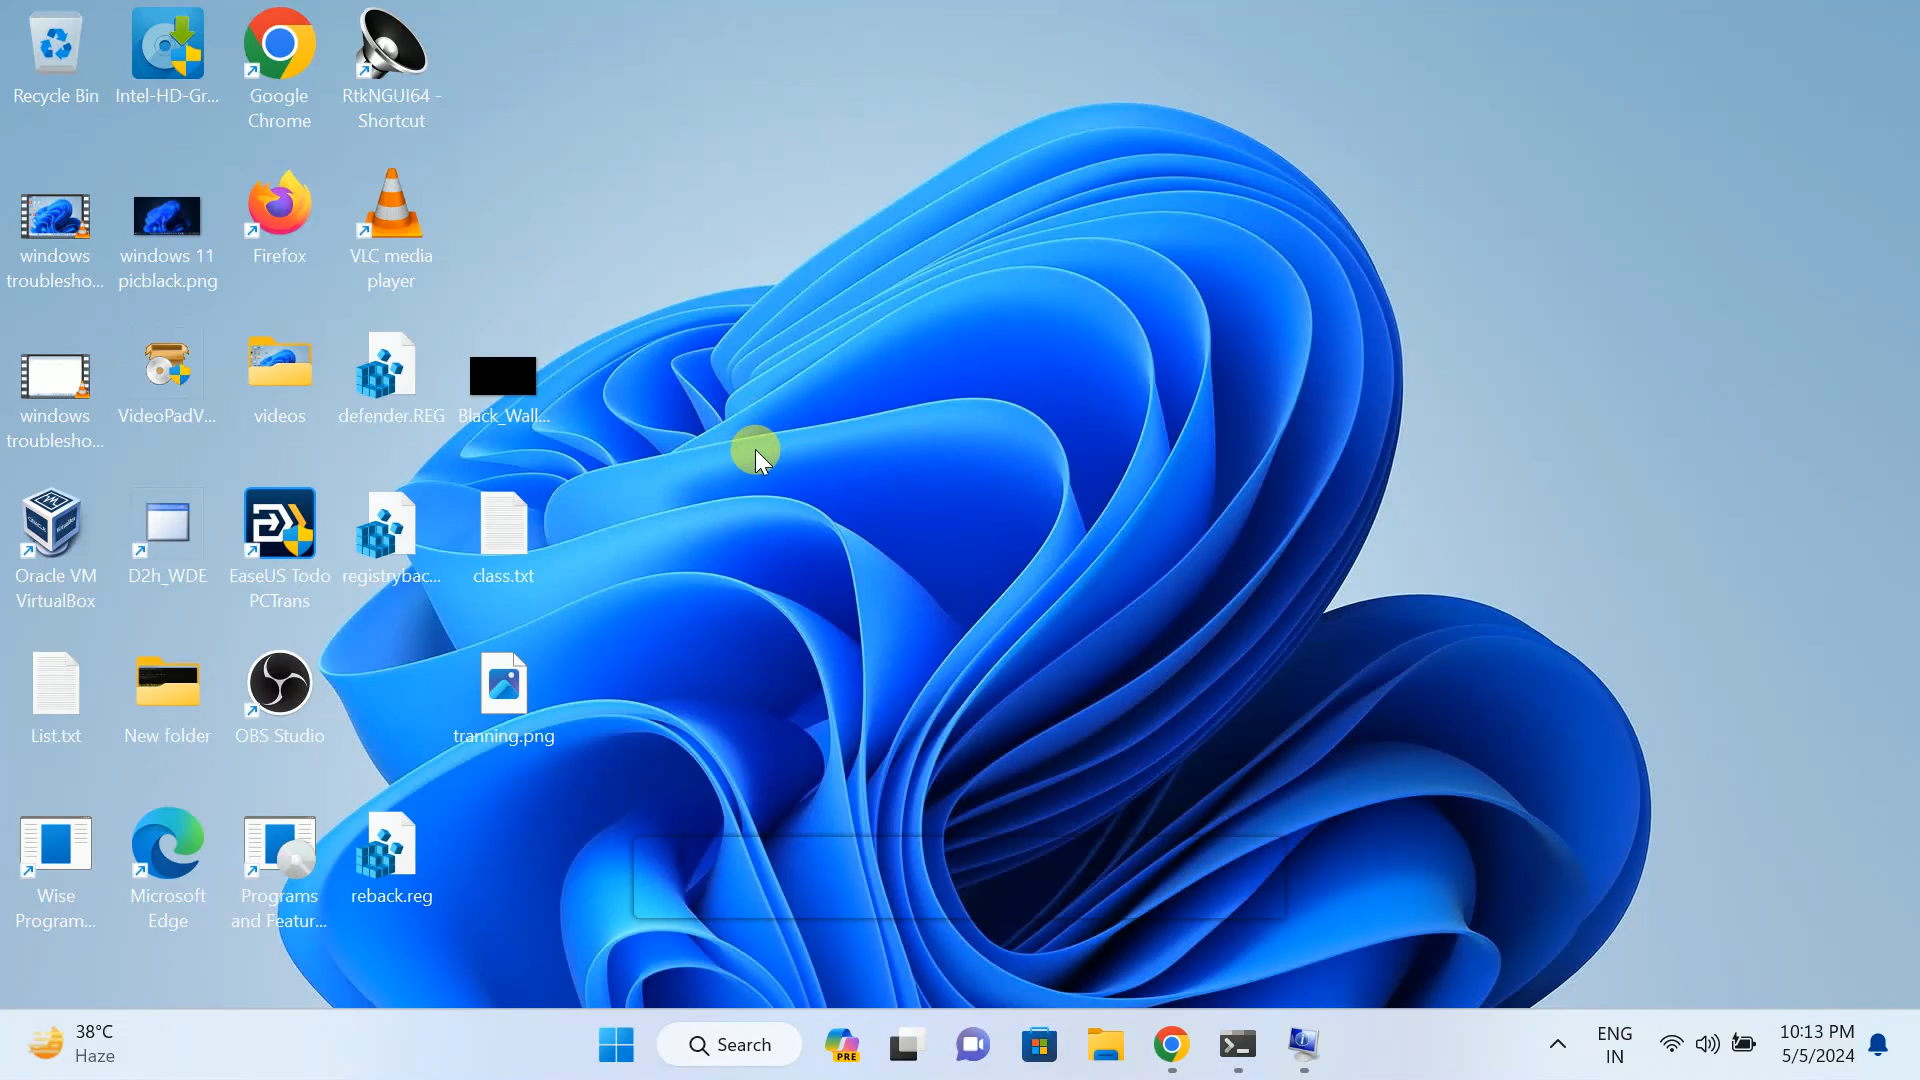 Recycle Bin
Intel-HD-Gr...
Google
Chrome
RtkNGUI64 -
Shortcut
windows
troublesho...
windows 11
picblack.png
Firefox
VLC media
player
windows
troublesho...
VideoPadV...
videos
defender.REG
Black_Wall...
Oracle VM
VirtualBox
D2h_WDE
EaseUS Todo
PCTrans
registrybac...
class.txt
List.txt
New folder
OBS Studio
tranning.png
Wise
Program...
Microsoft
Edge
Programs
and Featur...
reback.reg
38°C
Haze
Search
PRE
ENG
IN
10:13 PM
5/5/2024